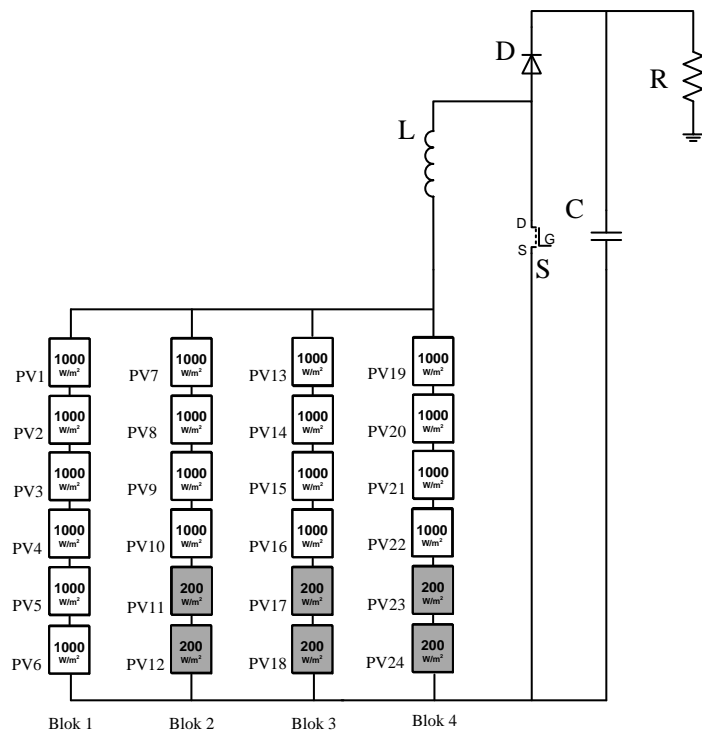 D
R
L
C
D
G
S
S
1000 1000 1000 1000
W/m² W/m² W/m² W/m²
PV1 PV7 PV13 PV19
1000 1000 1000 1000
W/m² W/m² W/m² W/m²
PV2 PV8 PV14 PV20
1000 1000 1000 1000
W/m² W/m² W/m² W/m²
PV3 PV9 PV15 PV21
1000 1000 1000 1000
W/m² W/m² W/m² W/m²
PV4 PV10 PV16 PV22
1000 200 200 200
W/m² W/m² W/m² W/m²
PV5 PV11 PV17 PV23
1000 200 200 200
W/m² W/m² W/m² W/m²
PV6 PV12 PV18 PV24
Blok 1 Blok 2 Blok 3 Blok 4